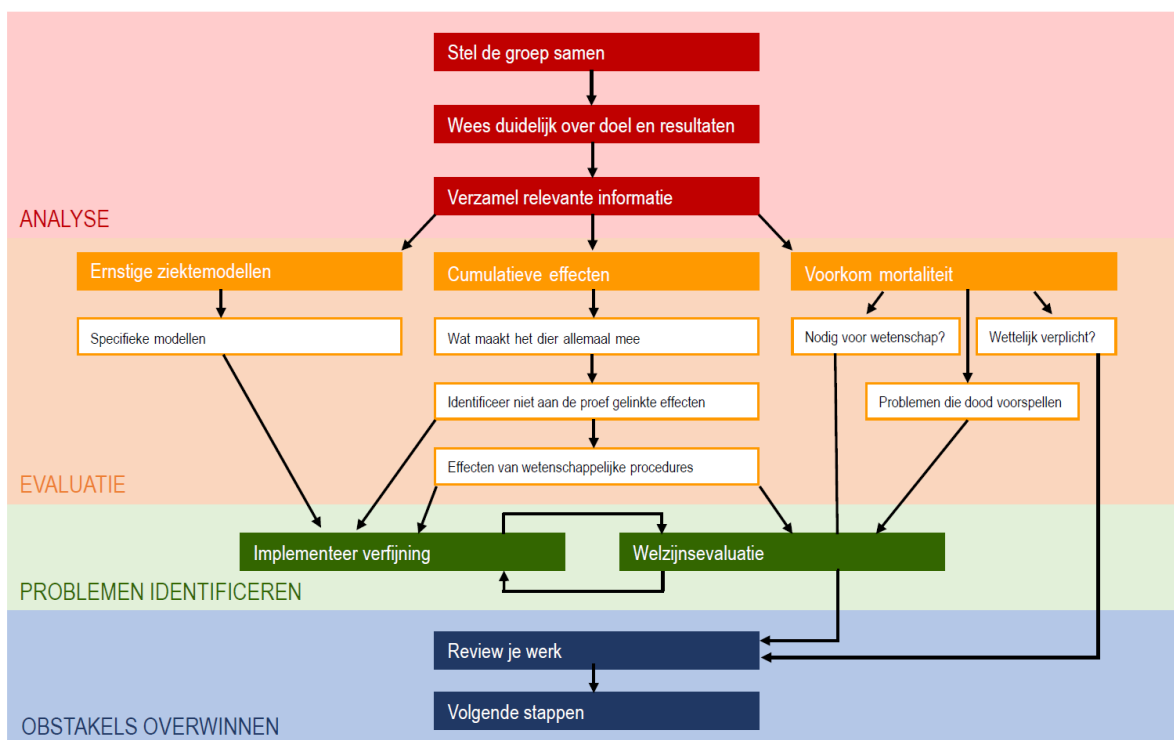 Stel de groep samen
Wees duidelijk over doel en resultaten
Verzamel relevante informatie
ANALYSE
Ernstige ziektemodellen
Cumulatieve effecten
Voorkom mortaliteit
Specifieke modellen
Wat maakt het dier allemaal mee
Nodig voor wetenschap?
Wettelijk verplicht?
Identificeer niet aan de proef gelinkte effecten
Problemen die dood voorspellen
Effecten van wetenschappelijke procedures
EVALUATIE
Implementeer verfijning
Welzijnsevaluatie
PROBLEMEN IDENTIFICEREN
Review je werk
Volgende stappen
OBSTAKELS OVERWINNEN